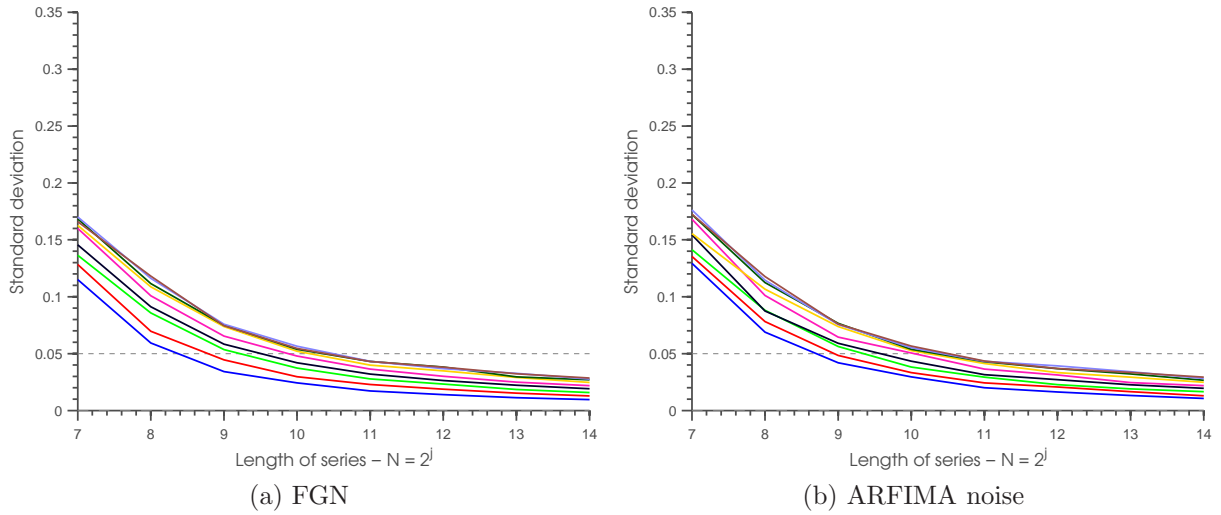 0.35
0.3
0.25
0.2
0.15
0.1
0.05
0
Standard deviation
7 8 9 10 11 12 13 14
Length of series – N = 2^j
(a) FGN
0.35
0.3
0.25
0.2
0.15
0.1
0.05
0
Standard deviation
7 8 9 10 11 12 13 14
Length of series – N = 2^j
(b) ARFIMA noise